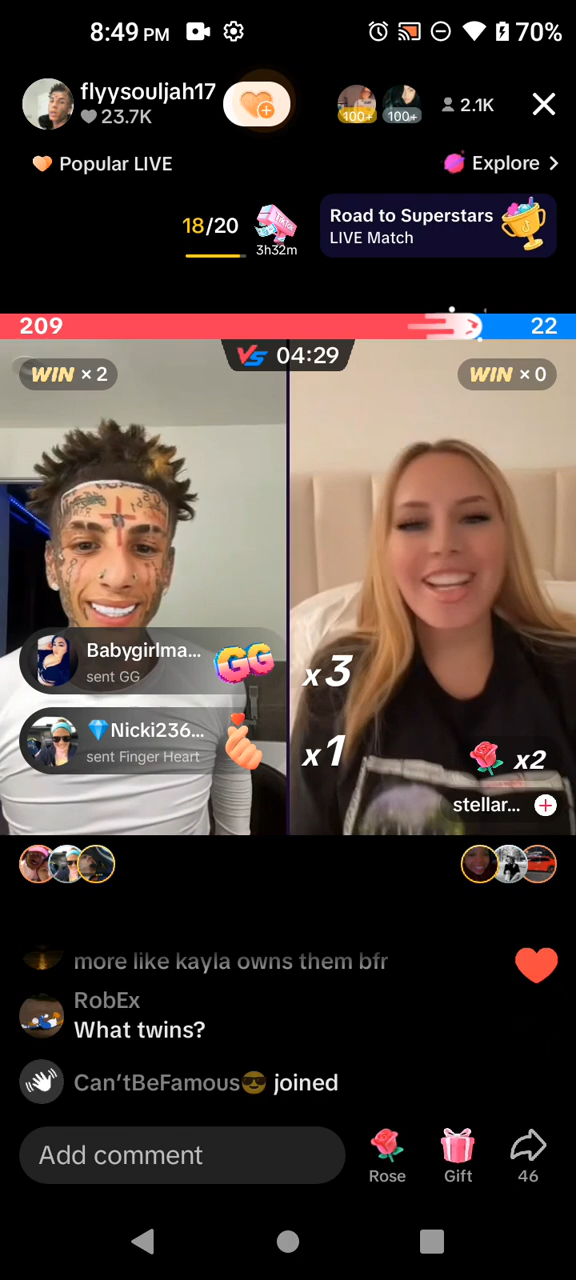 8:49 PM
70%
flyysouljah17
23.7K
100+
100+
2.1K
Popular LIVE
Explore >
18/20
TikTok
3h32m
Road to Superstars
LIVE Match
209
22
VS 04:29
WIN × 2
WIN × 0
Babygirlma...
sent GG
GG
x3
💎Nicki236...
sent Finger Heart
x1
x2
stellar...
more like kayla owns them bfr
RobEx
What twins?
Can'tBeFamous😎 joined
Add comment
Rose
Gift
46